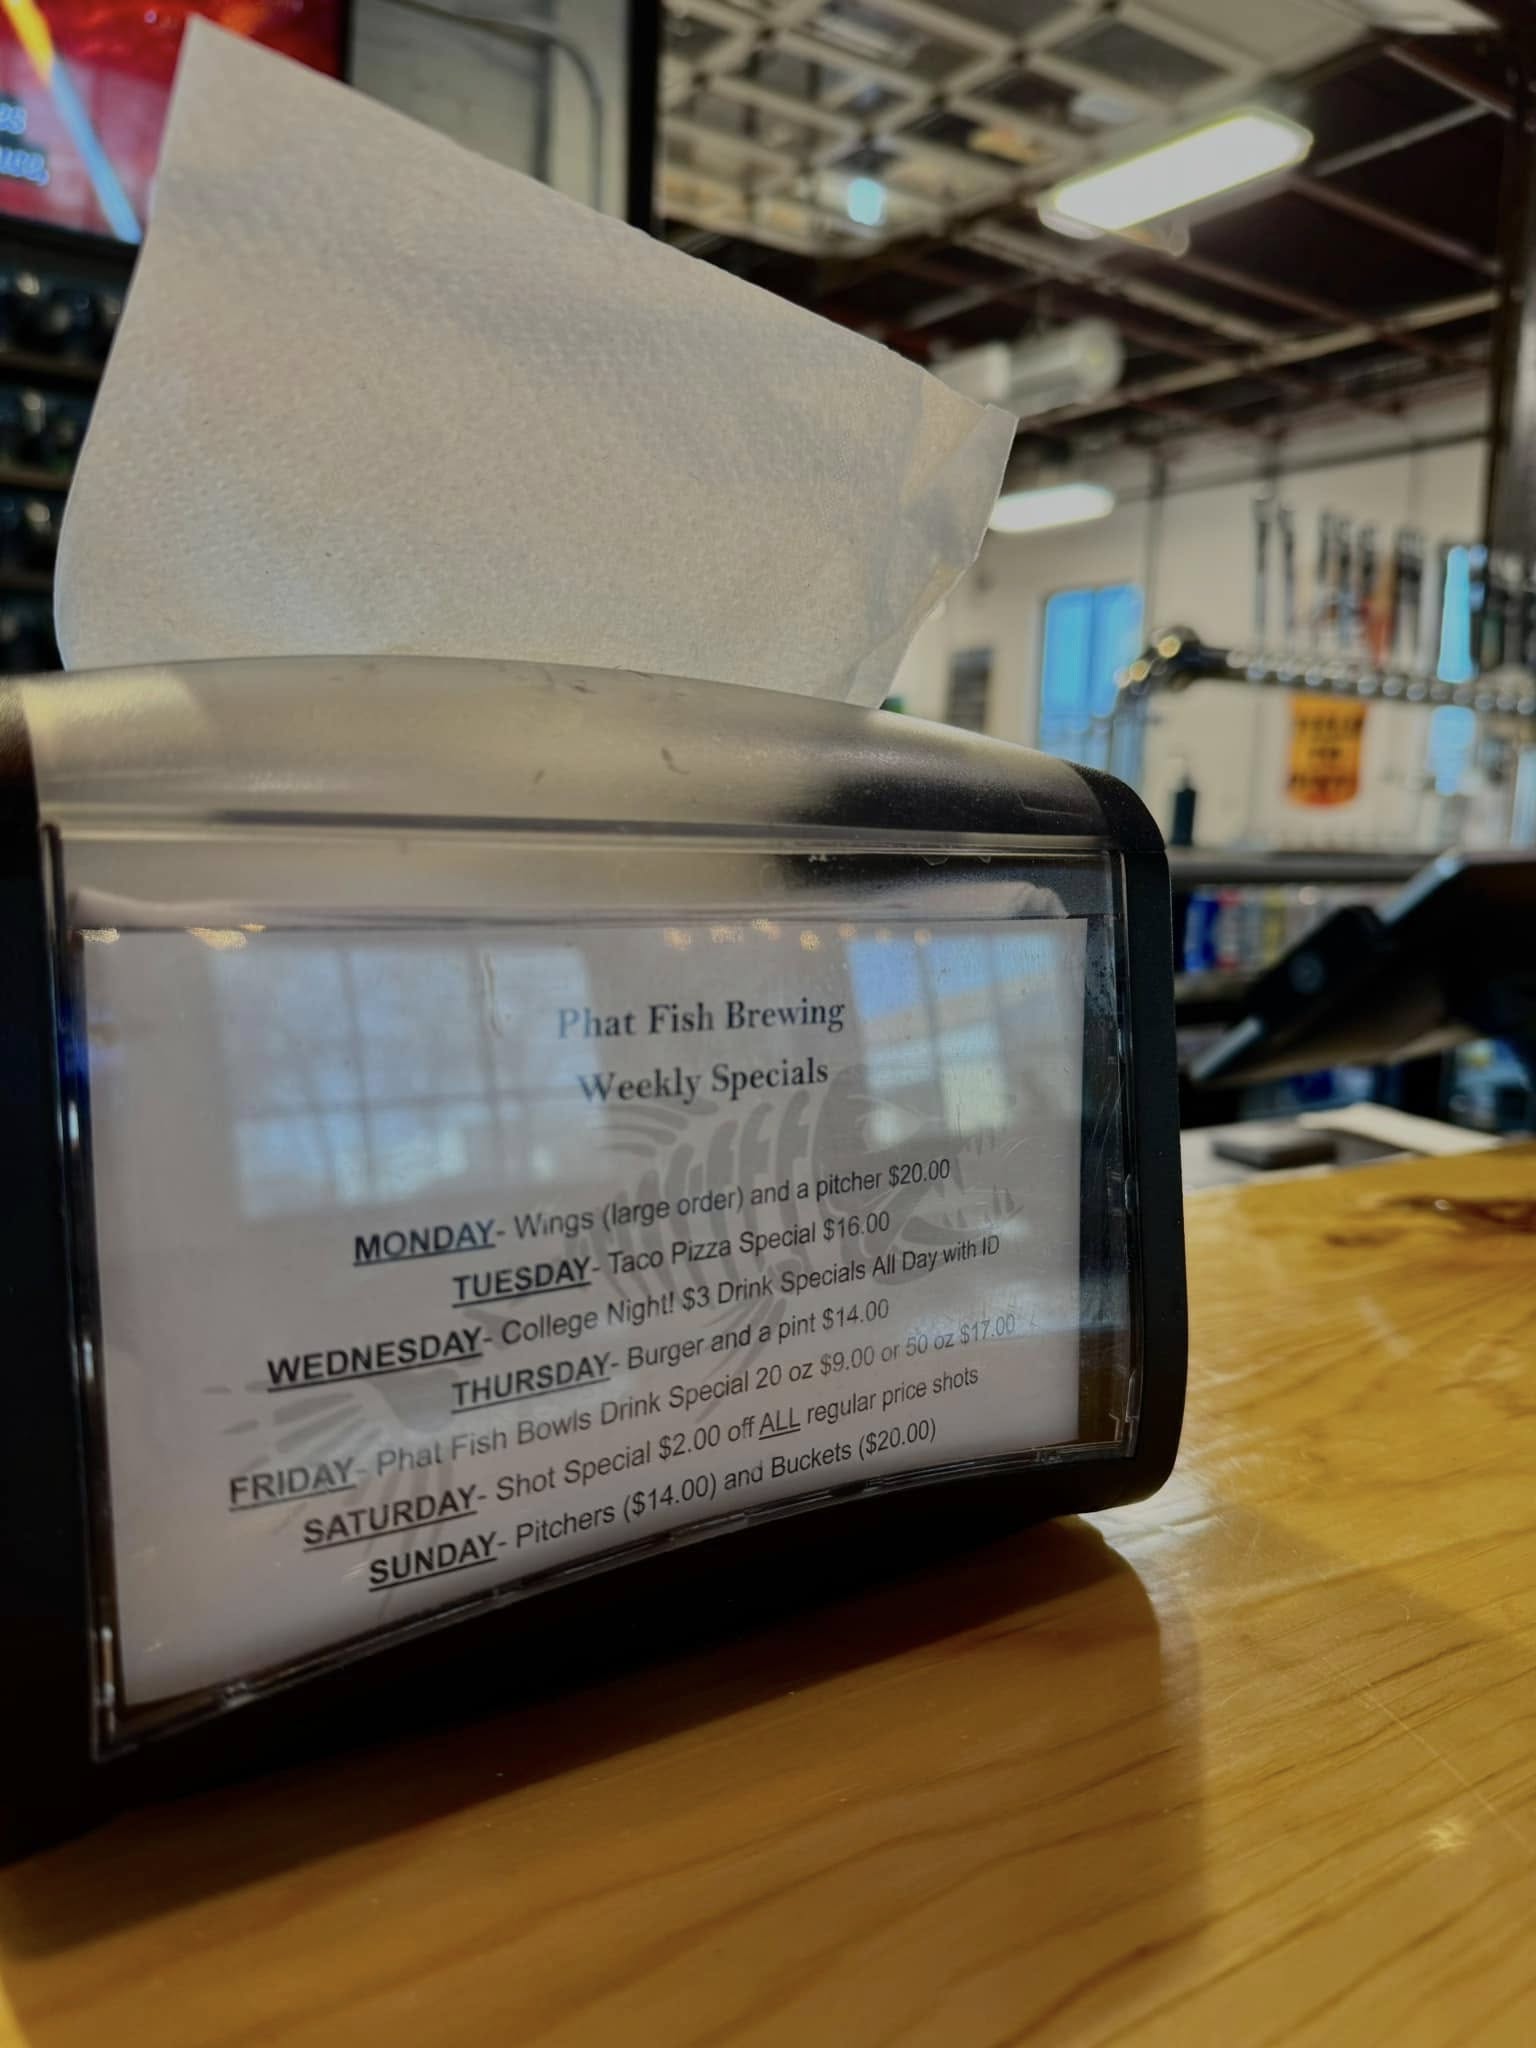 Phat Fish Brewing
Weekly Specials
MONDAY- Wings (large order) and a pitcher $20.00
TUESDAY- Taco Pizza Special $16.00
WEDNESDAY- College Night! $3 Drink Specials All Day with ID
THURSDAY- Burger and a pint $14.00
FRIDAY- Phat Fish Bowls Drink Special 20 oz $9.00 or 50 oz $17.00
SATURDAY- Shot Special $2.00 off ALL regular price shots
SUNDAY- Pitchers ($14.00) and Buckets ($20.00)